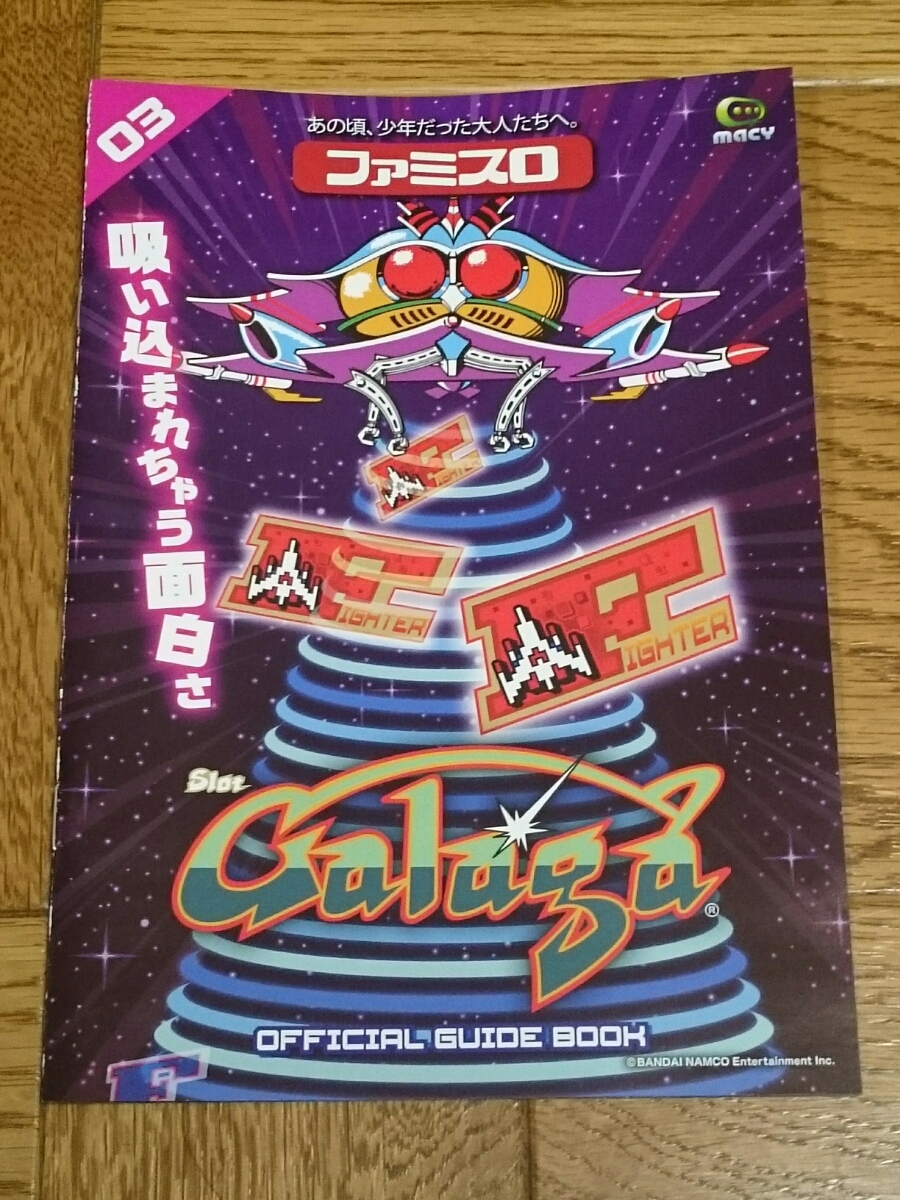 03
あの頃、少年だった大人たちへ。
macy
ファミスロ
吸い込まれちゃう面白さ
FIGHTER
FIGHTER
FIGHTER
Slot
Galaga®
OFFICIAL GUIDE BOOK
©BANDAI NAMCO Entertainment Inc.
F